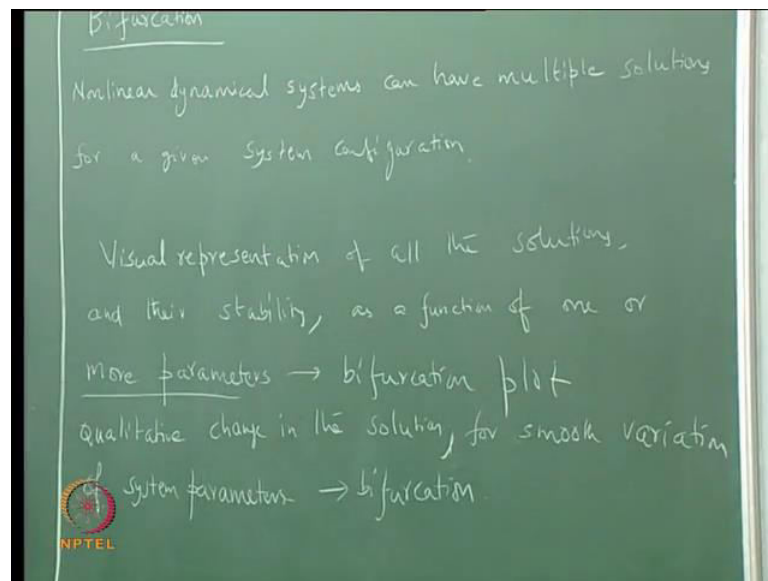 Bifurcation
Nonlinear dynamical systems can have multiple solutions
for a given system configuration.
Visual representation of all the solutions,
and their stability, as a function of one or
more parameters → bifurcation plot
Qualitative change in the solution, for smooth variation
of system parameters → bifurcation.
NPTEL